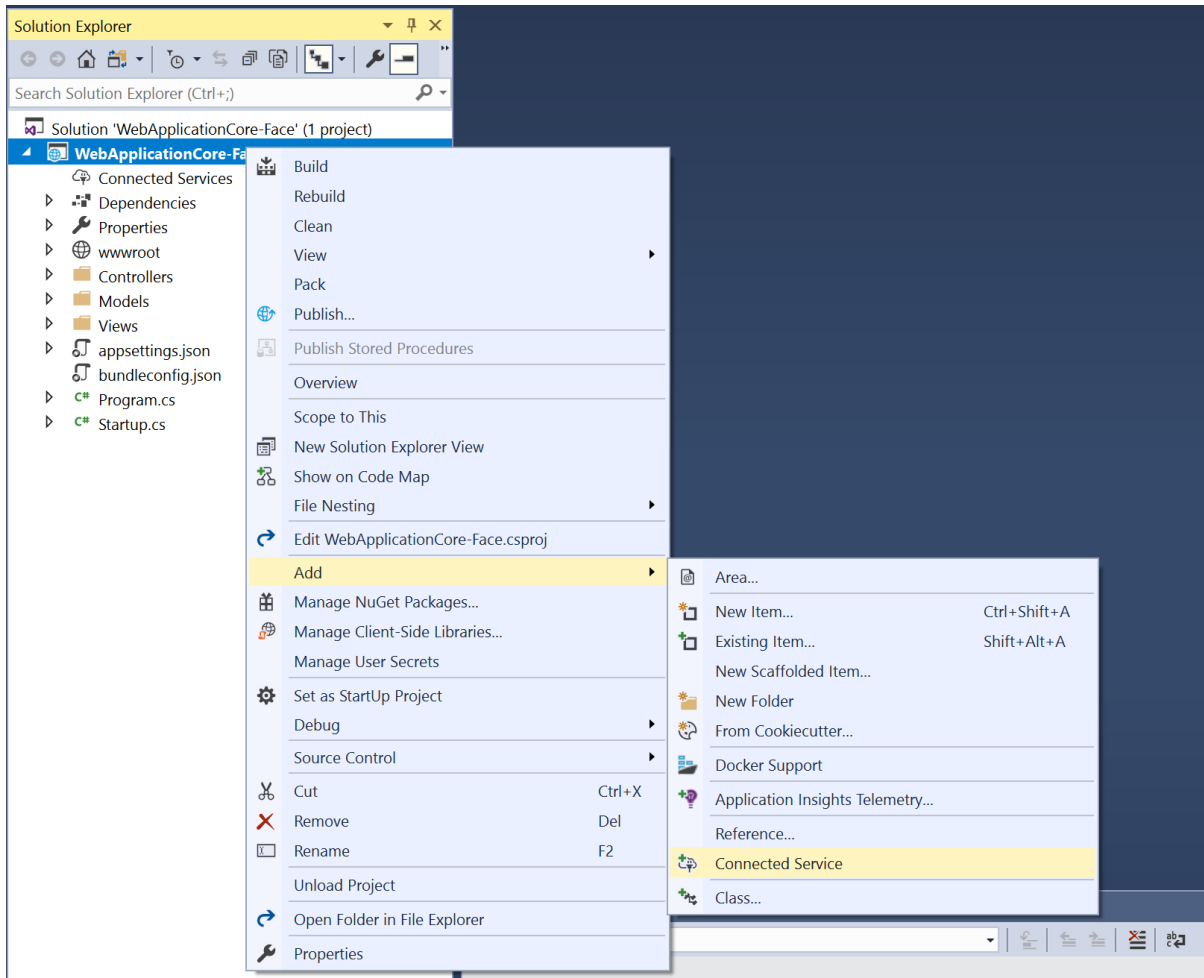 Solution Explorer
Search Solution Explorer (Ctrl+;)
Solution 'WebApplicationCore-Face' (1 project)
WebApplicationCore-Fa
Connected Services
Dependencies
Properties
wwwroot
Controllers
Models
Views
appsettings.json
bundleconfig.json
C# Program.cs
C# Startup.cs
Build
Rebuild
Clean
View
Pack
Publish...
Publish Stored Procedures
Overview
Scope to This
New Solution Explorer View
Show on Code Map
File Nesting
Edit WebApplicationCore-Face.csproj
Add
Manage NuGet Packages...
Manage Client-Side Libraries...
Manage User Secrets
Set as StartUp Project
Debug
Source Control
Cut Ctrl+X
Remove Del
Rename F2
Unload Project
Open Folder in File Explorer
Properties
Area...
New Item... Ctrl+Shift+A
Existing Item... Shift+Alt+A
New Scaffolded Item...
New Folder
From Cookiecutter...
Docker Support
Application Insights Telemetry...
Reference...
Connected Service
Class...